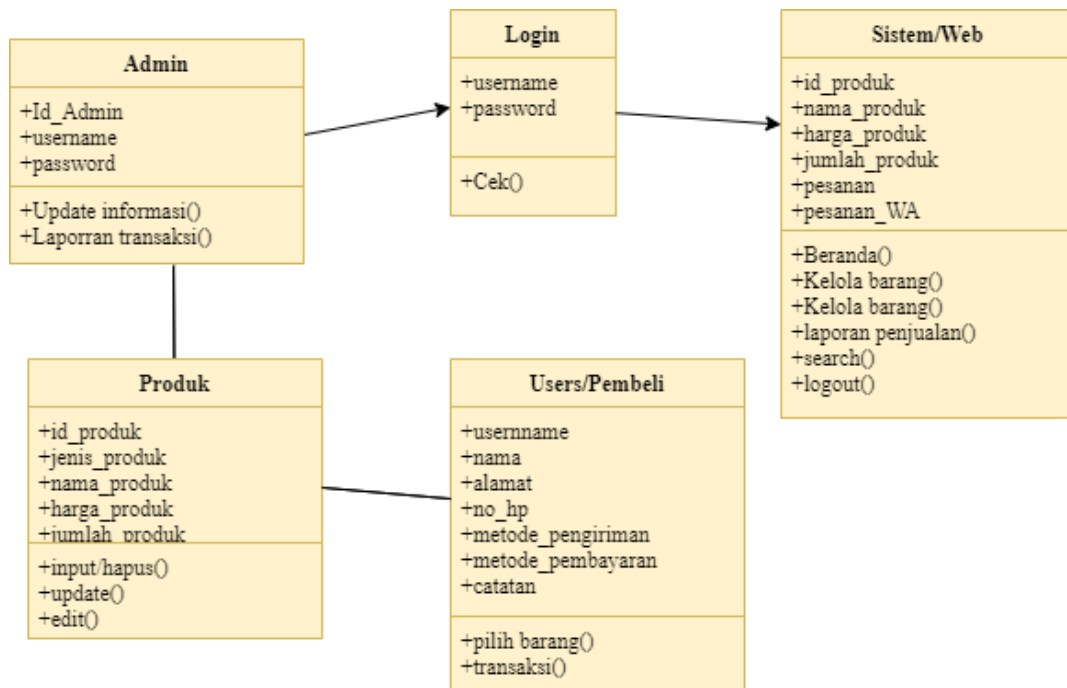 Admin
+Id_Admin
+username
+password
+Update informasi()
+Laporran transaksi()
Login
+username
+password
+Cek()
Sistem/Web
+id_produk
+nama_produk
+harga_produk
+jumlah_produk
+pesanan
+pesanan_WA
+Beranda()
+Kelola barang()
+Kelola barang()
+laporan penjualan()
+search()
+logout()
Produk
+id_produk
+jenis_produk
+nama_produk
+harga_produk
+jumlah_produk
+input/hapus()
+update()
+edit()
Users/Pembeli
+usernname
+nama
+alamat
+no_hp
+metode_pengiriman
+metode_pembayaran
+catatan
+pilih barang()
+transaksi()